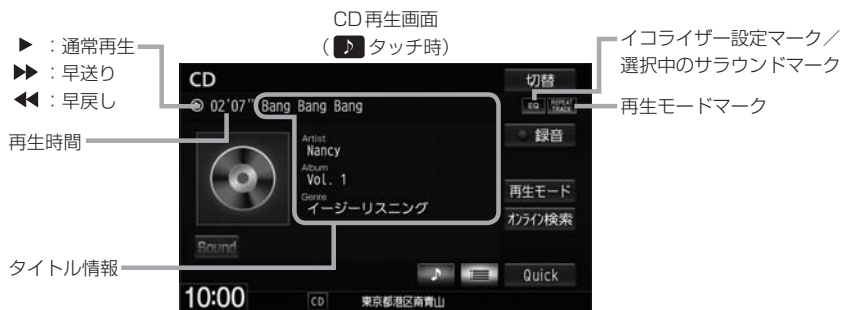 CD再生画面
(♪タッチ時)
▶：通常再生
▶▶：早送り
◀◀：早戻し
再生時間
タイトル情報
イコライザー設定マーク／
選択中のサラウンドマーク
再生モードマーク
CD
切替
02'07" Bang Bang Bang
EQ
REPEAT
TRACK
Artist
Nancy
録音
Album
Vol. 1
Genre
イージーリスニング
再生モード
オンライン検索
Sound
♪
Quick
10:00
CD
東京都港区南青山